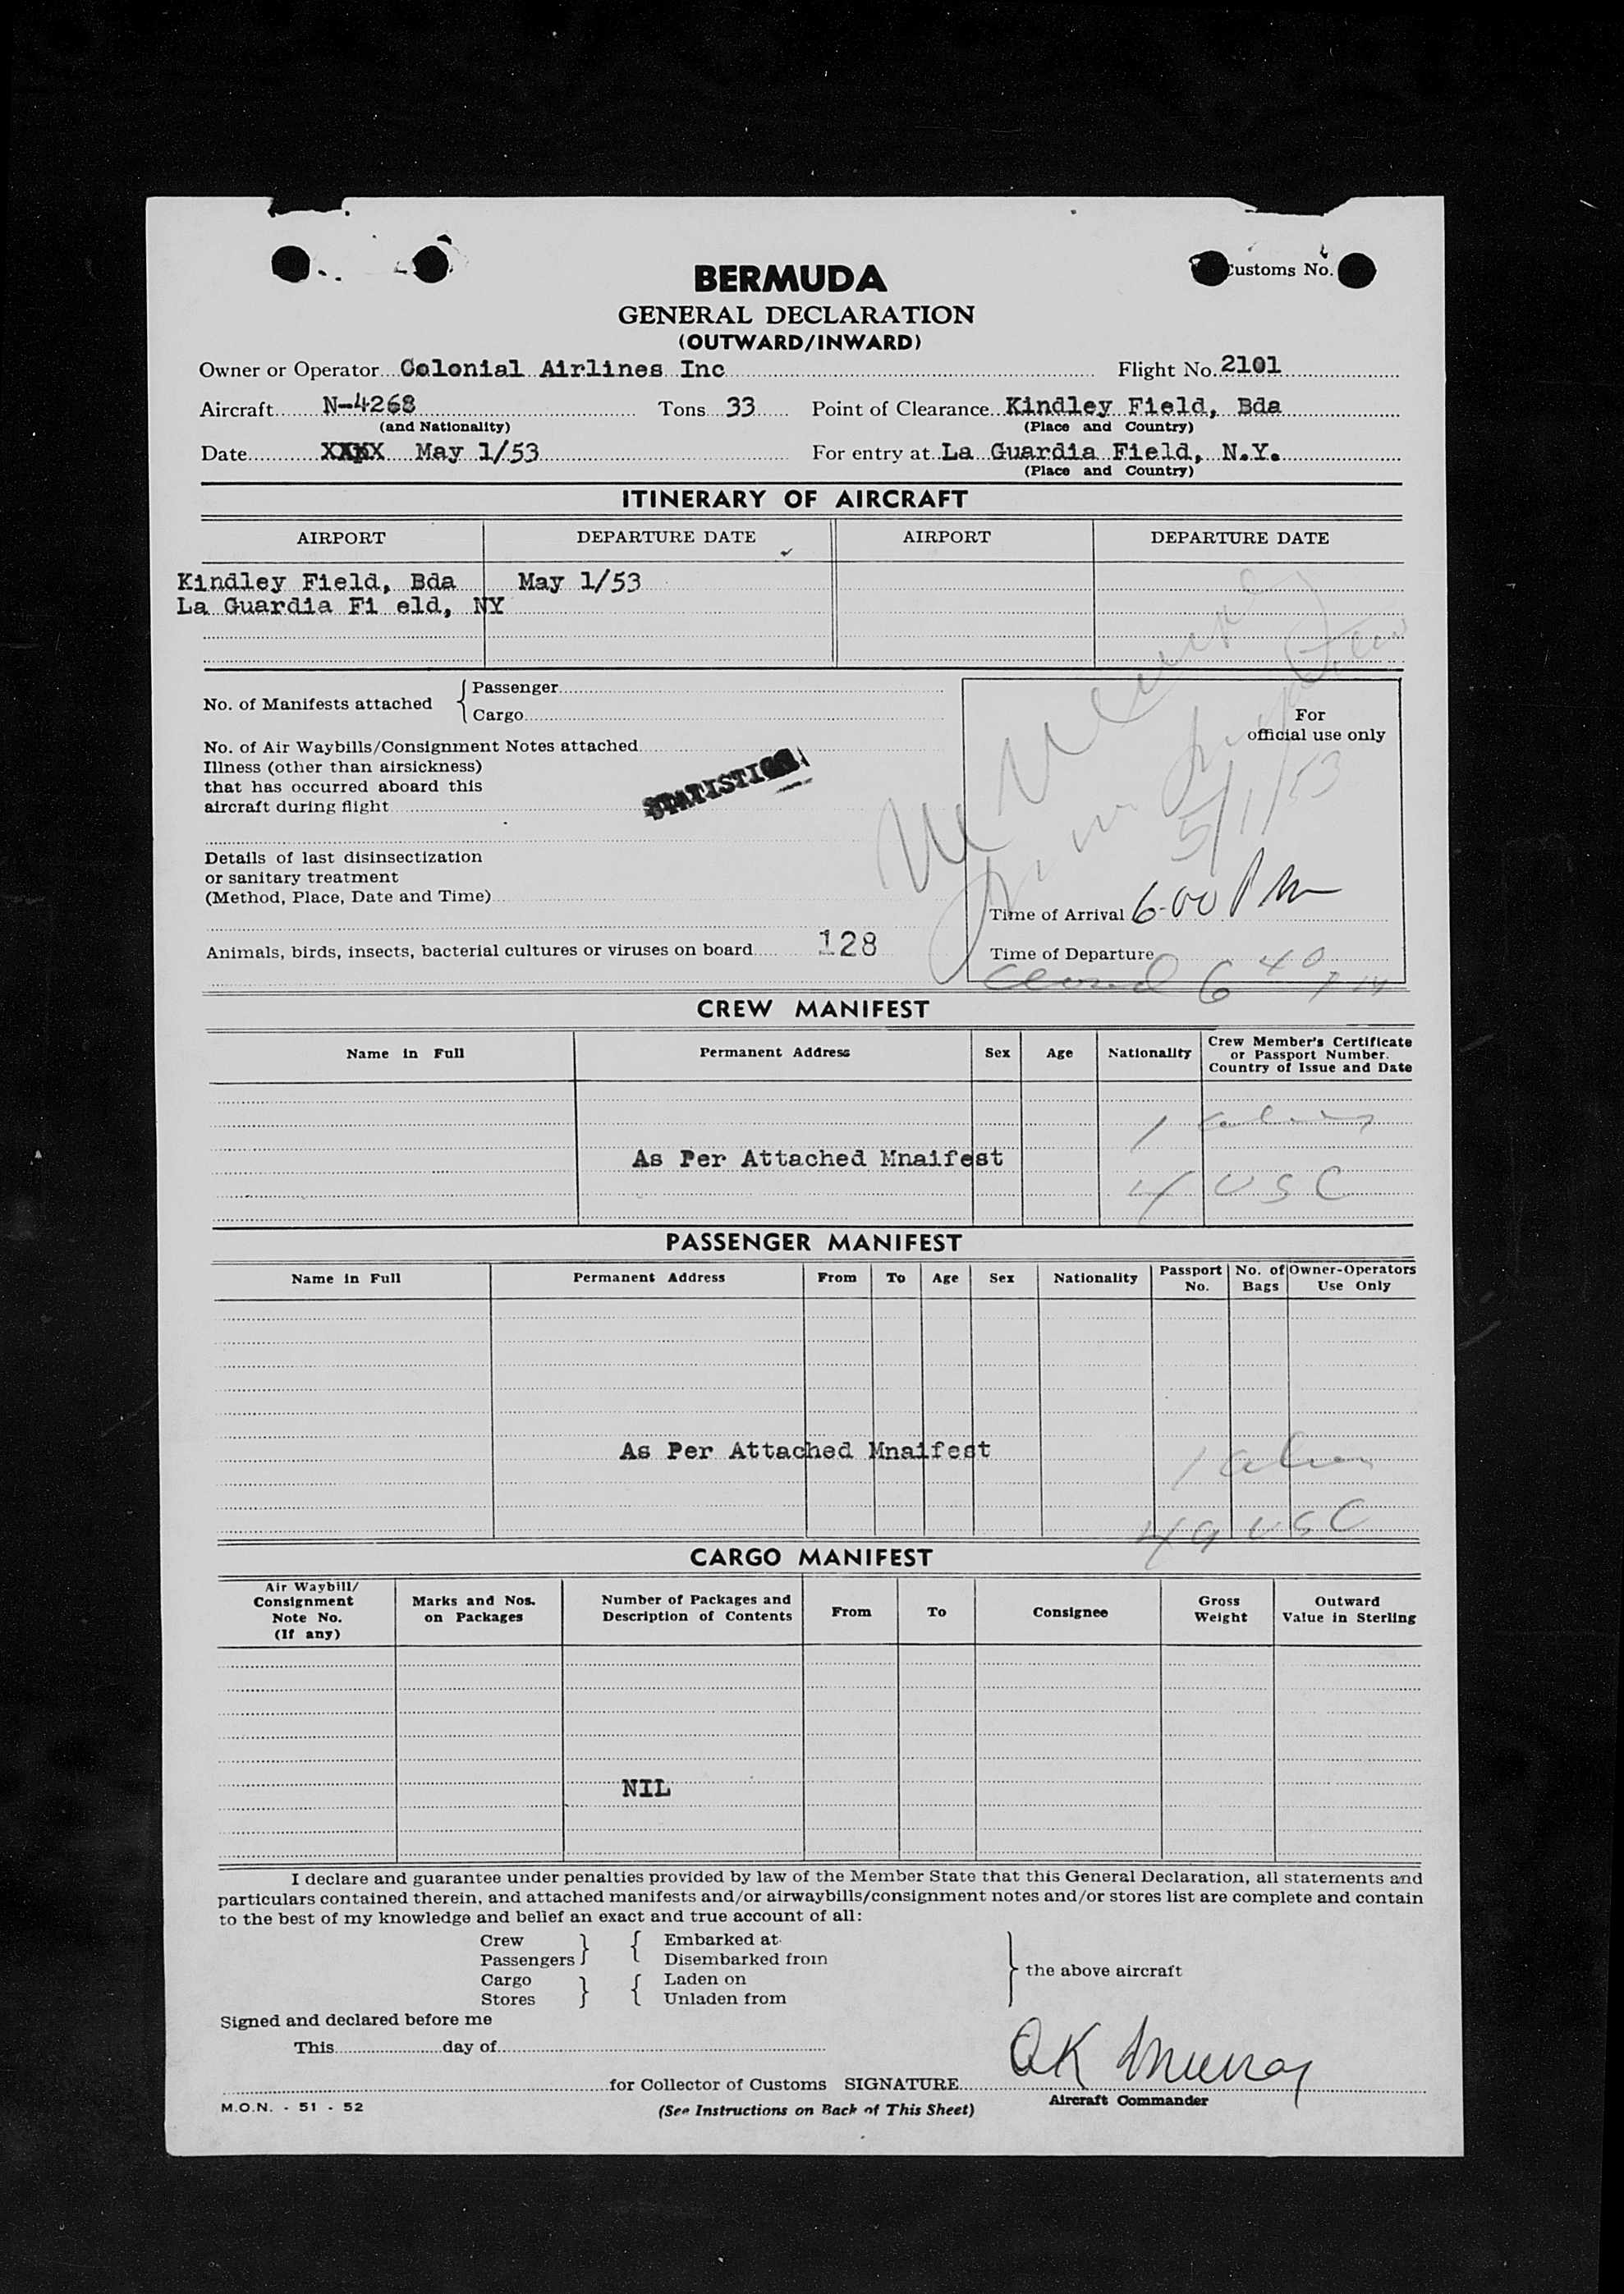 Customs No.
BERMUDA
GENERAL DECLARATION
(OUTWARD/INWARD)
Owner or Operator Colonial Airlines Inc Flight No. 2101
Aircraft N-4268 Tons 33 Point of Clearance Kindley Field, Bda
(and Nationality) (Place and Country)
Date May 1/53 For entry at La Guardia Field, N.Y.
(Place and Country)
ITINERARY OF AIRCRAFT
AIRPORT DEPARTURE DATE AIRPORT DEPARTURE DATE
Kindley Field, Bda May 1/53
La Guardia Fi eld, NY
No. of Manifests attached
Passenger
Cargo
For
official use only
No. of Air Waybills/Consignment Notes attached
Illness (other than airsickness)
that has occurred aboard this
aircraft during flight
5/1/53
Details of last disinsectization
or sanitary treatment
(Method, Place, Date and Time)
Time of Arrival 6-00 PM
Animals, birds, insects, bacterial cultures or viruses on board 128
Time of Departure
Closed 6 40 PM
CREW MANIFEST
Name in Full Permanent Address Sex Age Nationality Crew Member's Certificate
or Passport Number.
Country of Issue and Date
1
As Per Attached Mnaifest
4 USC
PASSENGER MANIFEST
Name in Full Permanent Address From To Age Sex Nationality Passport No. No. of Bags Owner-Operators Use Only
As Per Attached Mnaifest
1 alien
49 USC
CARGO MANIFEST
Air Waybill/ Consignment Note No. (If any) Marks and Nos. on Packages Number of Packages and Description of Contents From To Consignee Gross Weight Outward Value in Sterling
NIL
I declare and guarantee under penalties provided by law of the Member State that this General Declaration, all statements and
particulars contained therein, and attached manifests and/or airwaybills/consignment notes and/or stores list are complete and contain
to the best of my knowledge and belief an exact and true account of all:
Crew Embarked at
Passengers Disembarked from
the above aircraft
Cargo Laden on
Stores Unladen from
Signed and declared before me
This day of
OK Murray
for Collector of Customs SIGNATURE
Aircraft Commander
M.O.N. - 51 - 52
(See Instructions on Back of This Sheet)